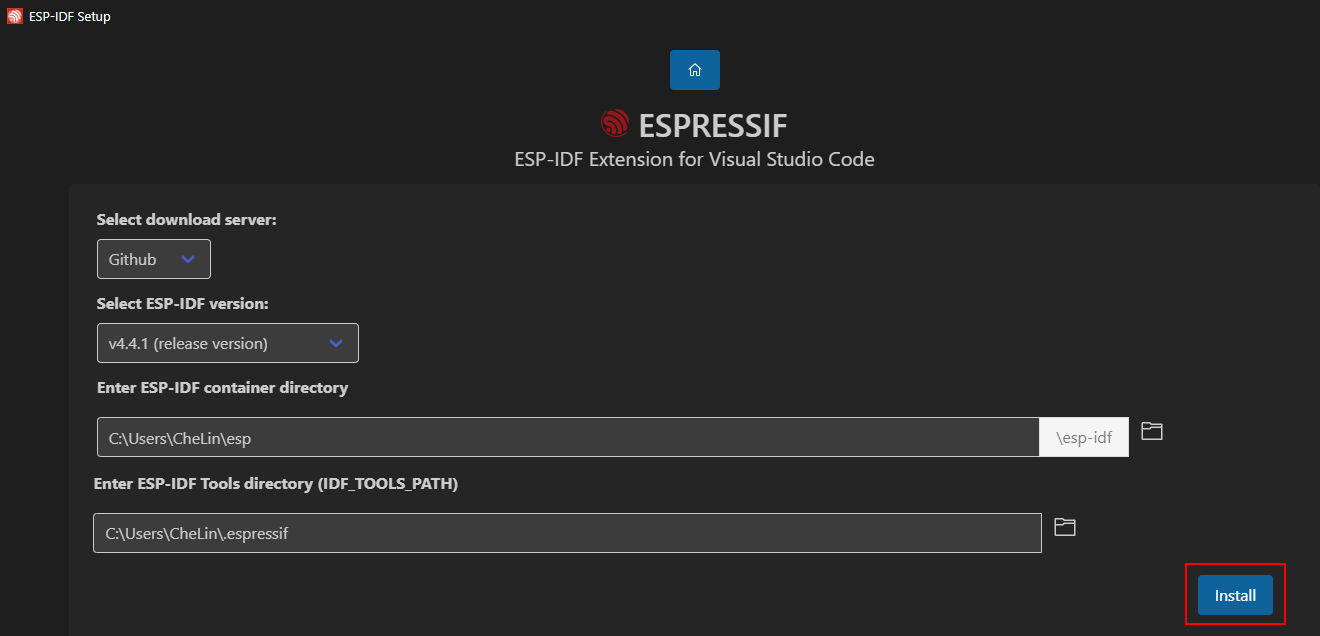 ESP-IDF Setup
ESPRESSIF
ESP-IDF Extension for Visual Studio Code
Select download server:
Github
Select ESP-IDF version:
v4.4.1 (release version)
Enter ESP-IDF container directory
C:\Users\CheLin\esp \esp-idf
Enter ESP-IDF Tools directory (IDF_TOOLS_PATH)
C:\Users\CheLin\.espressif
Install